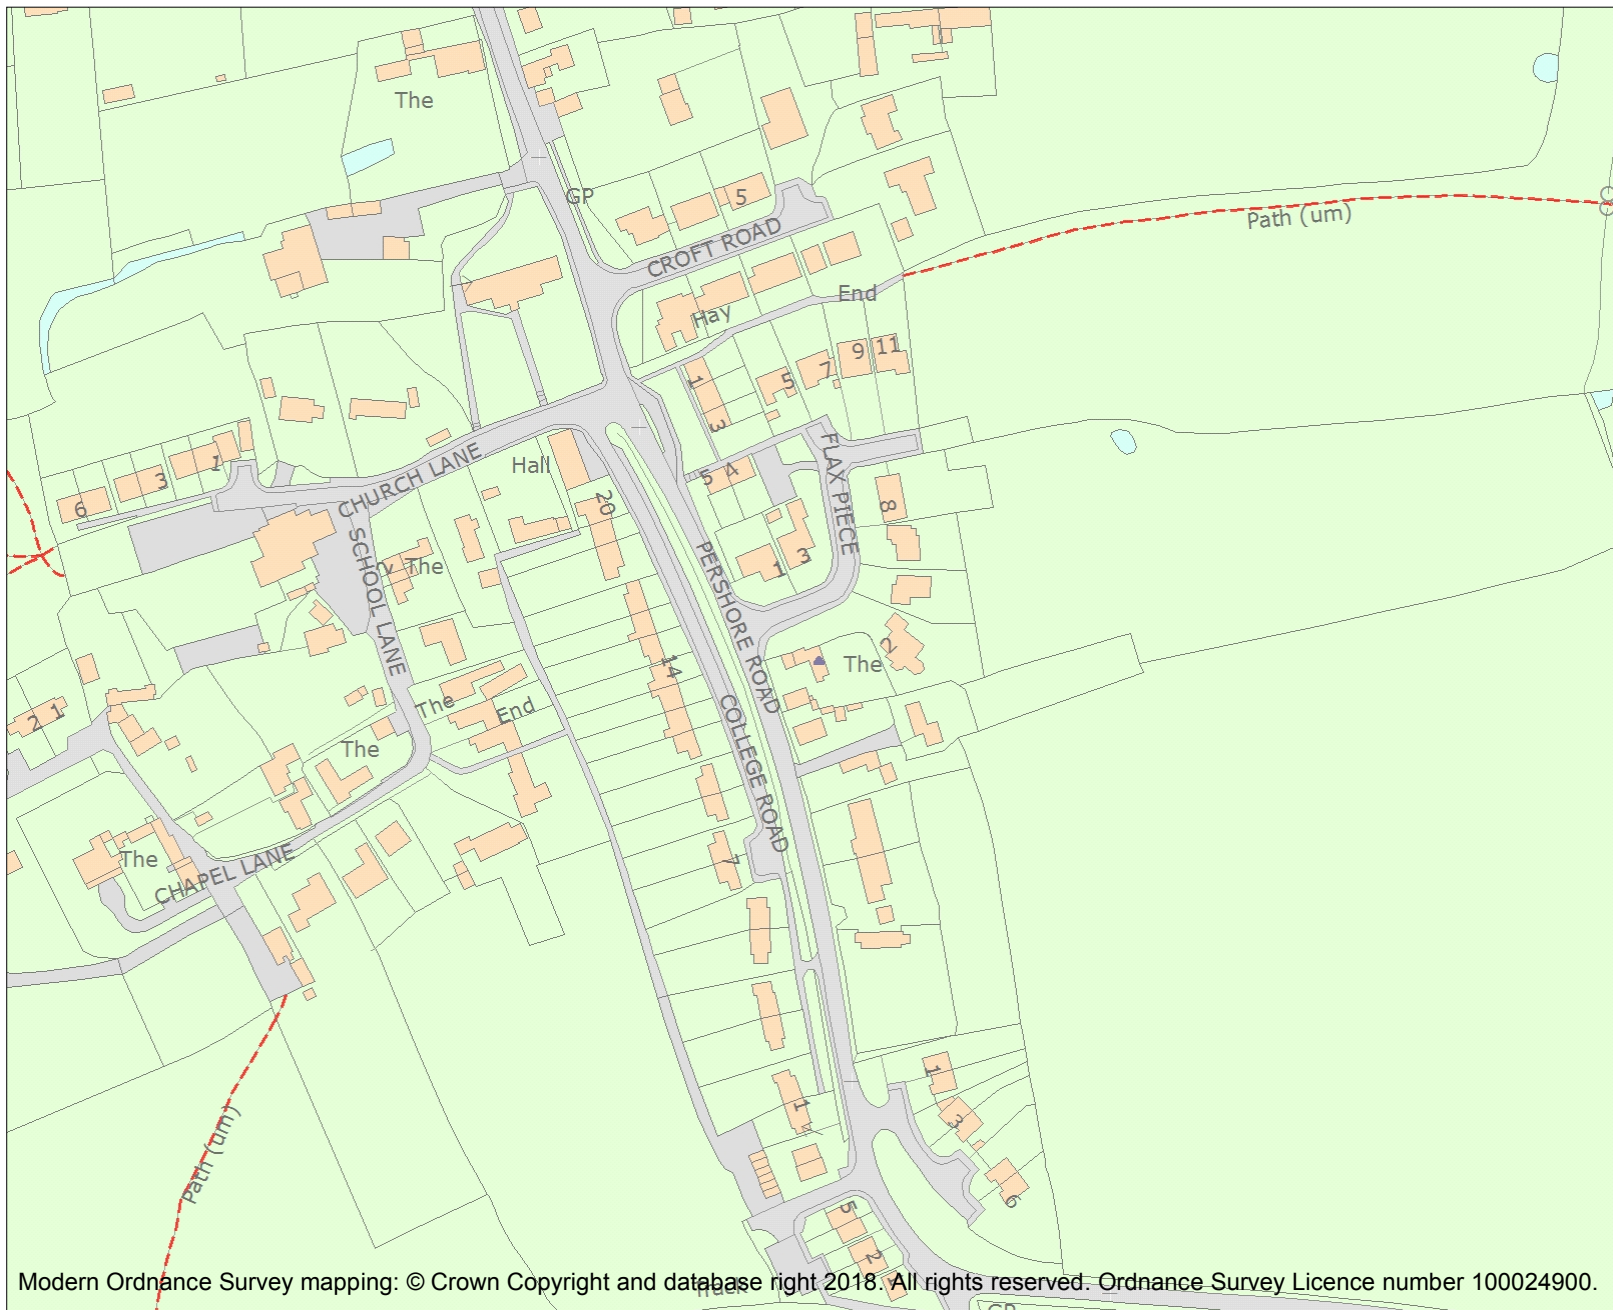 The
GP
5
CROFT ROAD
Path (um)
End
Hay
9 11
7
5
1
3
FLAX PIECE
Hall
CHURCH LANE
1
3
6
5 4
20
8
SCHOOL LANE
The
PERSHORE ROAD
3
1
2
The
14
The
End
2 1
The
COLLEGE ROAD
7
The
CHAPEL LANE
Path (um)
1
1
3
6
5
2
Track
GP
Modern Ordnance Survey mapping: © Crown Copyright and database right 2018. All rights reserved. Ordnance Survey Licence number 100024900.